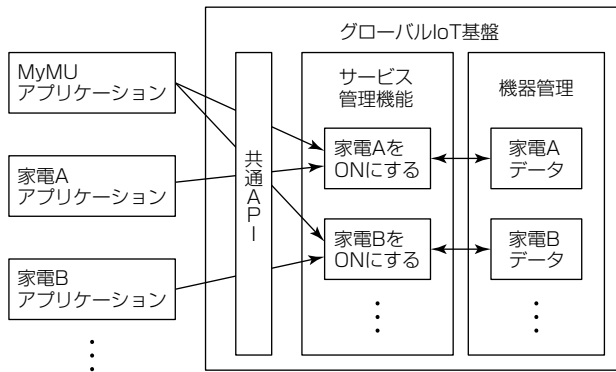 グローバルIoT基盤
MyMU
アプリケーション
家電A
アプリケーション
家電B
アプリケーション
共通API
サービス
管理機能
家電Aを
ONにする
家電Bを
ONにする
機器管理
家電A
データ
家電B
データ